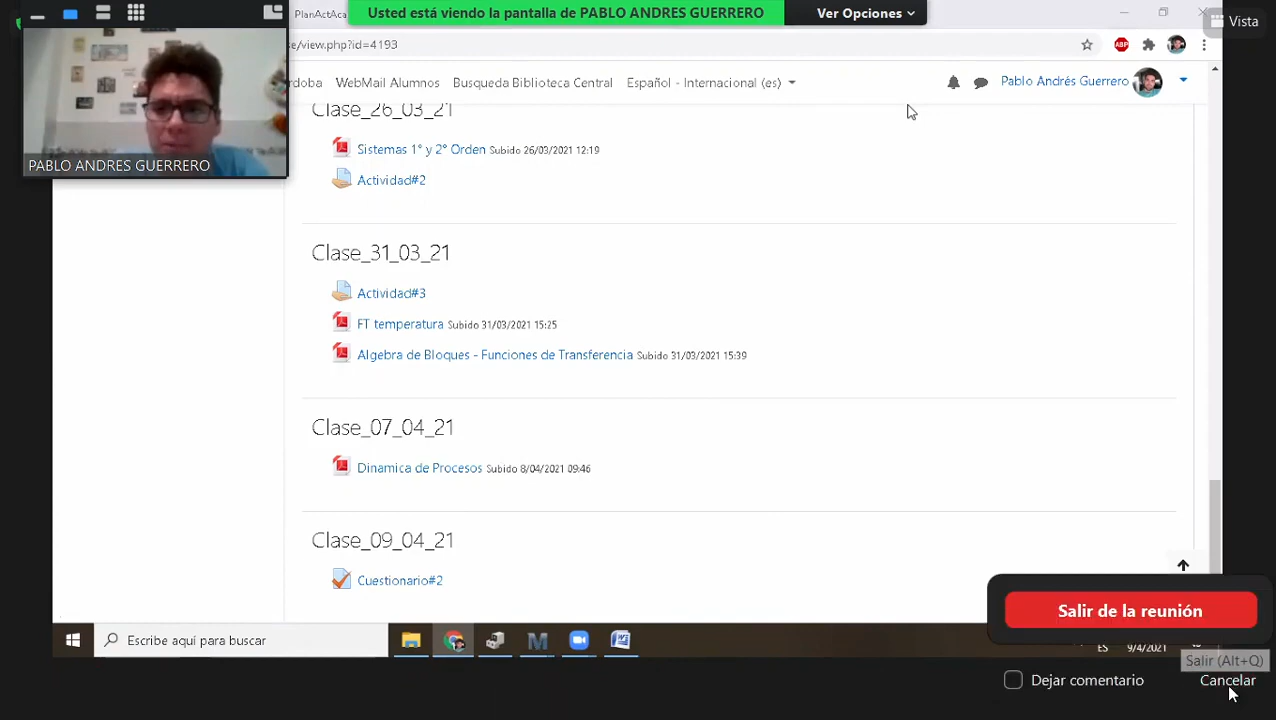 PlanActAca
Usted está viendo la pantalla de PABLO ANDRES GUERRERO
Ver Opciones
Vista
se/view.php?id=4193
ABP
rdoba WebMail Alumnos Busqueda Biblioteca Central Español - Internacional (es) Pablo Andrés Guerrero
PABLO ANDRES GUERRERO
Clase_26_03_21
Sistemas 1° y 2° Orden Subido 26/03/2021 12:19
Actividad#2
Clase_31_03_21
Actividad#3
FT temperatura Subido 31/03/2021 15:25
Algebra de Bloques - Funciones de Transferencia Subido 31/03/2021 15:39
Clase_07_04_21
Dinamica de Procesos Subido 8/04/2021 09:46
Clase_09_04_21
Cuestionario#2
Salir de la reunión
Escribe aquí para buscar
ES 9/4/2021
Salir (Alt+Q)
Dejar comentario Cancelar